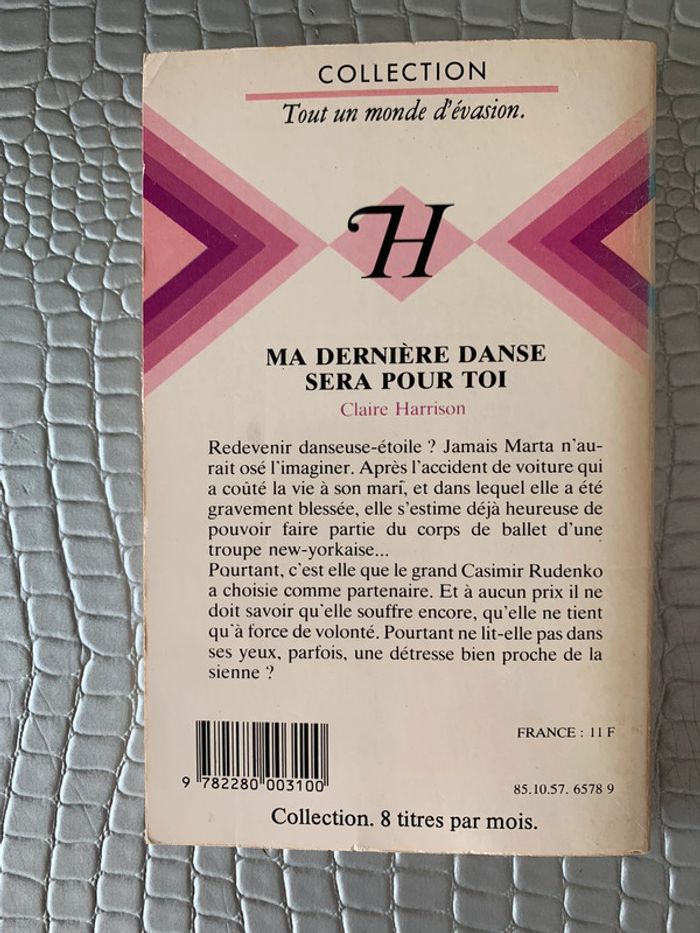 COLLECTION
Tout un monde d'évasion.
H
MA DERNIÈRE DANSE
SERA POUR TOI
Claire Harrison
Redevenir danseuse-étoile ? Jamais Marta n'au-
rait osé l'imaginer. Après l'accident de voiture qui
a coûté la vie à son mari, et dans lequel elle a été
gravement blessée, elle s'estime déjà heureuse de
pouvoir faire partie du corps de ballet d'une
troupe new-yorkaise...
Pourtant, c'est elle que le grand Casimir Rudenko
a choisie comme partenaire. Et à aucun prix il ne
doit savoir qu'elle souffre encore, qu'elle ne tient
qu'à force de volonté. Pourtant ne lit-elle pas dans
ses yeux, parfois, une détresse bien proche de la
sienne ?
FRANCE : 11 F
9 782280 003100
85.10.57. 6578 9
Collection. 8 titres par mois.